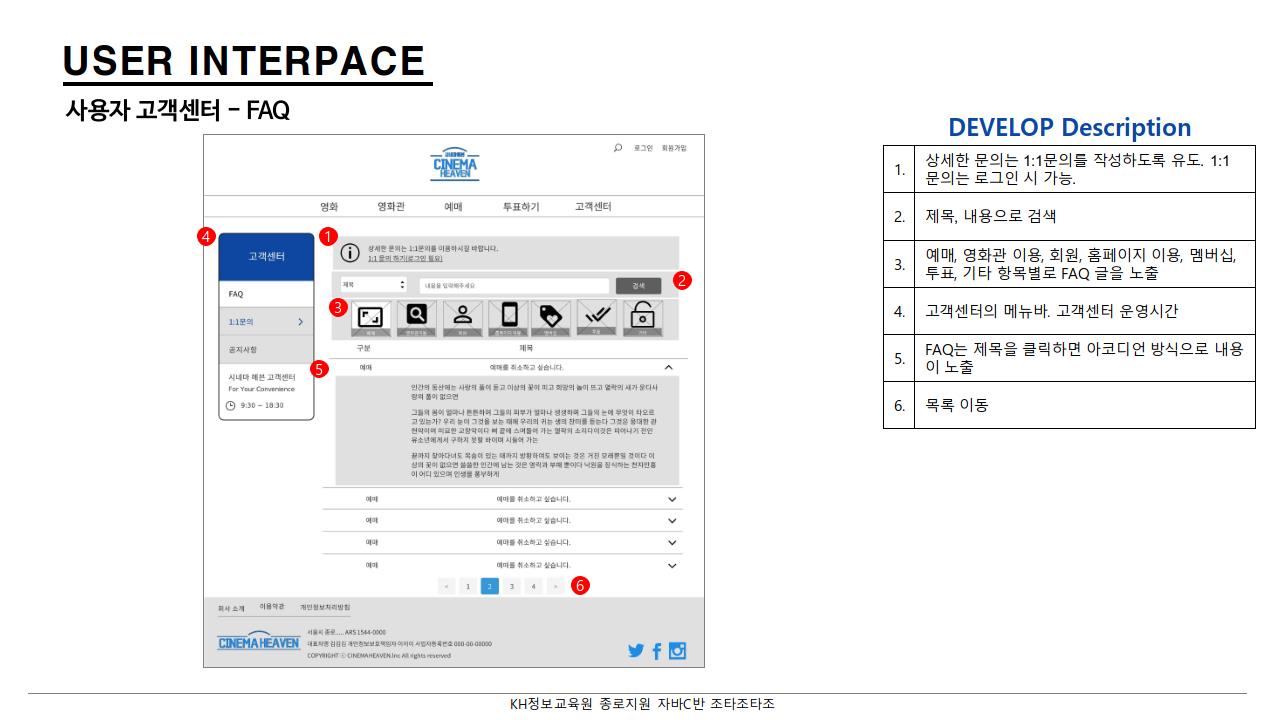 USER INTERPACE
사용자 고객센터 – FAQ
DEVELOP Description
1. 상세한 문의는 1:1문의를 작성하도록 유도. 1:1
문의는 로그인 시 가능.
2. 제목, 내용으로 검색
3. 예매, 영화관 이용, 회원, 홈페이지 이용, 멤버십,
투표, 기타 항목별로 FAQ 글을 노출
4. 고객센터의 메뉴바. 고객센터 운영시간
5. FAQ는 제목을 클릭하면 아코디언 방식으로 내용
이 노출
6. 목록 이동
CINEMA
HEAVEN
로그인 회원가입
영화 영화관 예매 투표하기 고객센터
4
고객센터
FAQ
1:1문의
공지사항
시네마 헤븐 고객센터
For Your Convenience
9:30 ~ 18:30
1
상세한 문의는 1:1문의를 이용하시길 바랍니다.
1:1 문의 하기(로그인 필요)
2
제목 내용을 입력해주세요 검색
3
예매 회원 홈페이지 이용 멤버십 투표 기타
구분 제목
5
예매 예매를 취소하고 싶습니다.
인간의 동산에는 사랑의 풀이 돋고 이상의 꽃이 피고 희망의 놀이 뜨고 열락의 새가 운다사
랑의 풀이 없으면
그들의 몸이 얼마나 튼튼하며 그들의 피부가 얼마나 생생하며 그들의 눈에 무엇이 타오르
고 있는가? 우리 눈이 그것을 보는 때에 우리의 귀는 생의 찬미를 듣는다 그것은 웅대한 관
현악이며 미묘한 교향악이다 뼈 끝에 스며들어 가는 열락의 소리다이것은 피어나기 전인
유소년에게서 구하지 못할 바이며 시들어 가는
끝까지 찾아다녀도 목숨이 있는 때까지 방황하여도 보이는 것은 거친 모래뿐일 것이다 이
상의 꽃이 없으면 쓸쓸한 인간에 남는 것은 영락과 부패 뿐이다 낙원을 장식하는 천자만홍
이 어디 있으며 인생을 풍부하게
예매 예매를 취소하고 싶습니다.
예매 예매를 취소하고 싶습니다.
예매 예매를 취소하고 싶습니다.
예매 예매를 취소하고 싶습니다.
< 1 2 3 4 >
6
회사 소개 이용약관 개인정보처리방침
CINEMA HEAVEN
서울시 종로..... ARS 1544-0000
대표자명 김김김 개인정보보호책임자 이이이 사업자등록번호 000-00-00000
COPYRIGHT ⓒ CINEMAHEAVEN.Inc All rights reserved
KH정보교육원 종로지원 자바C반 조타조타조